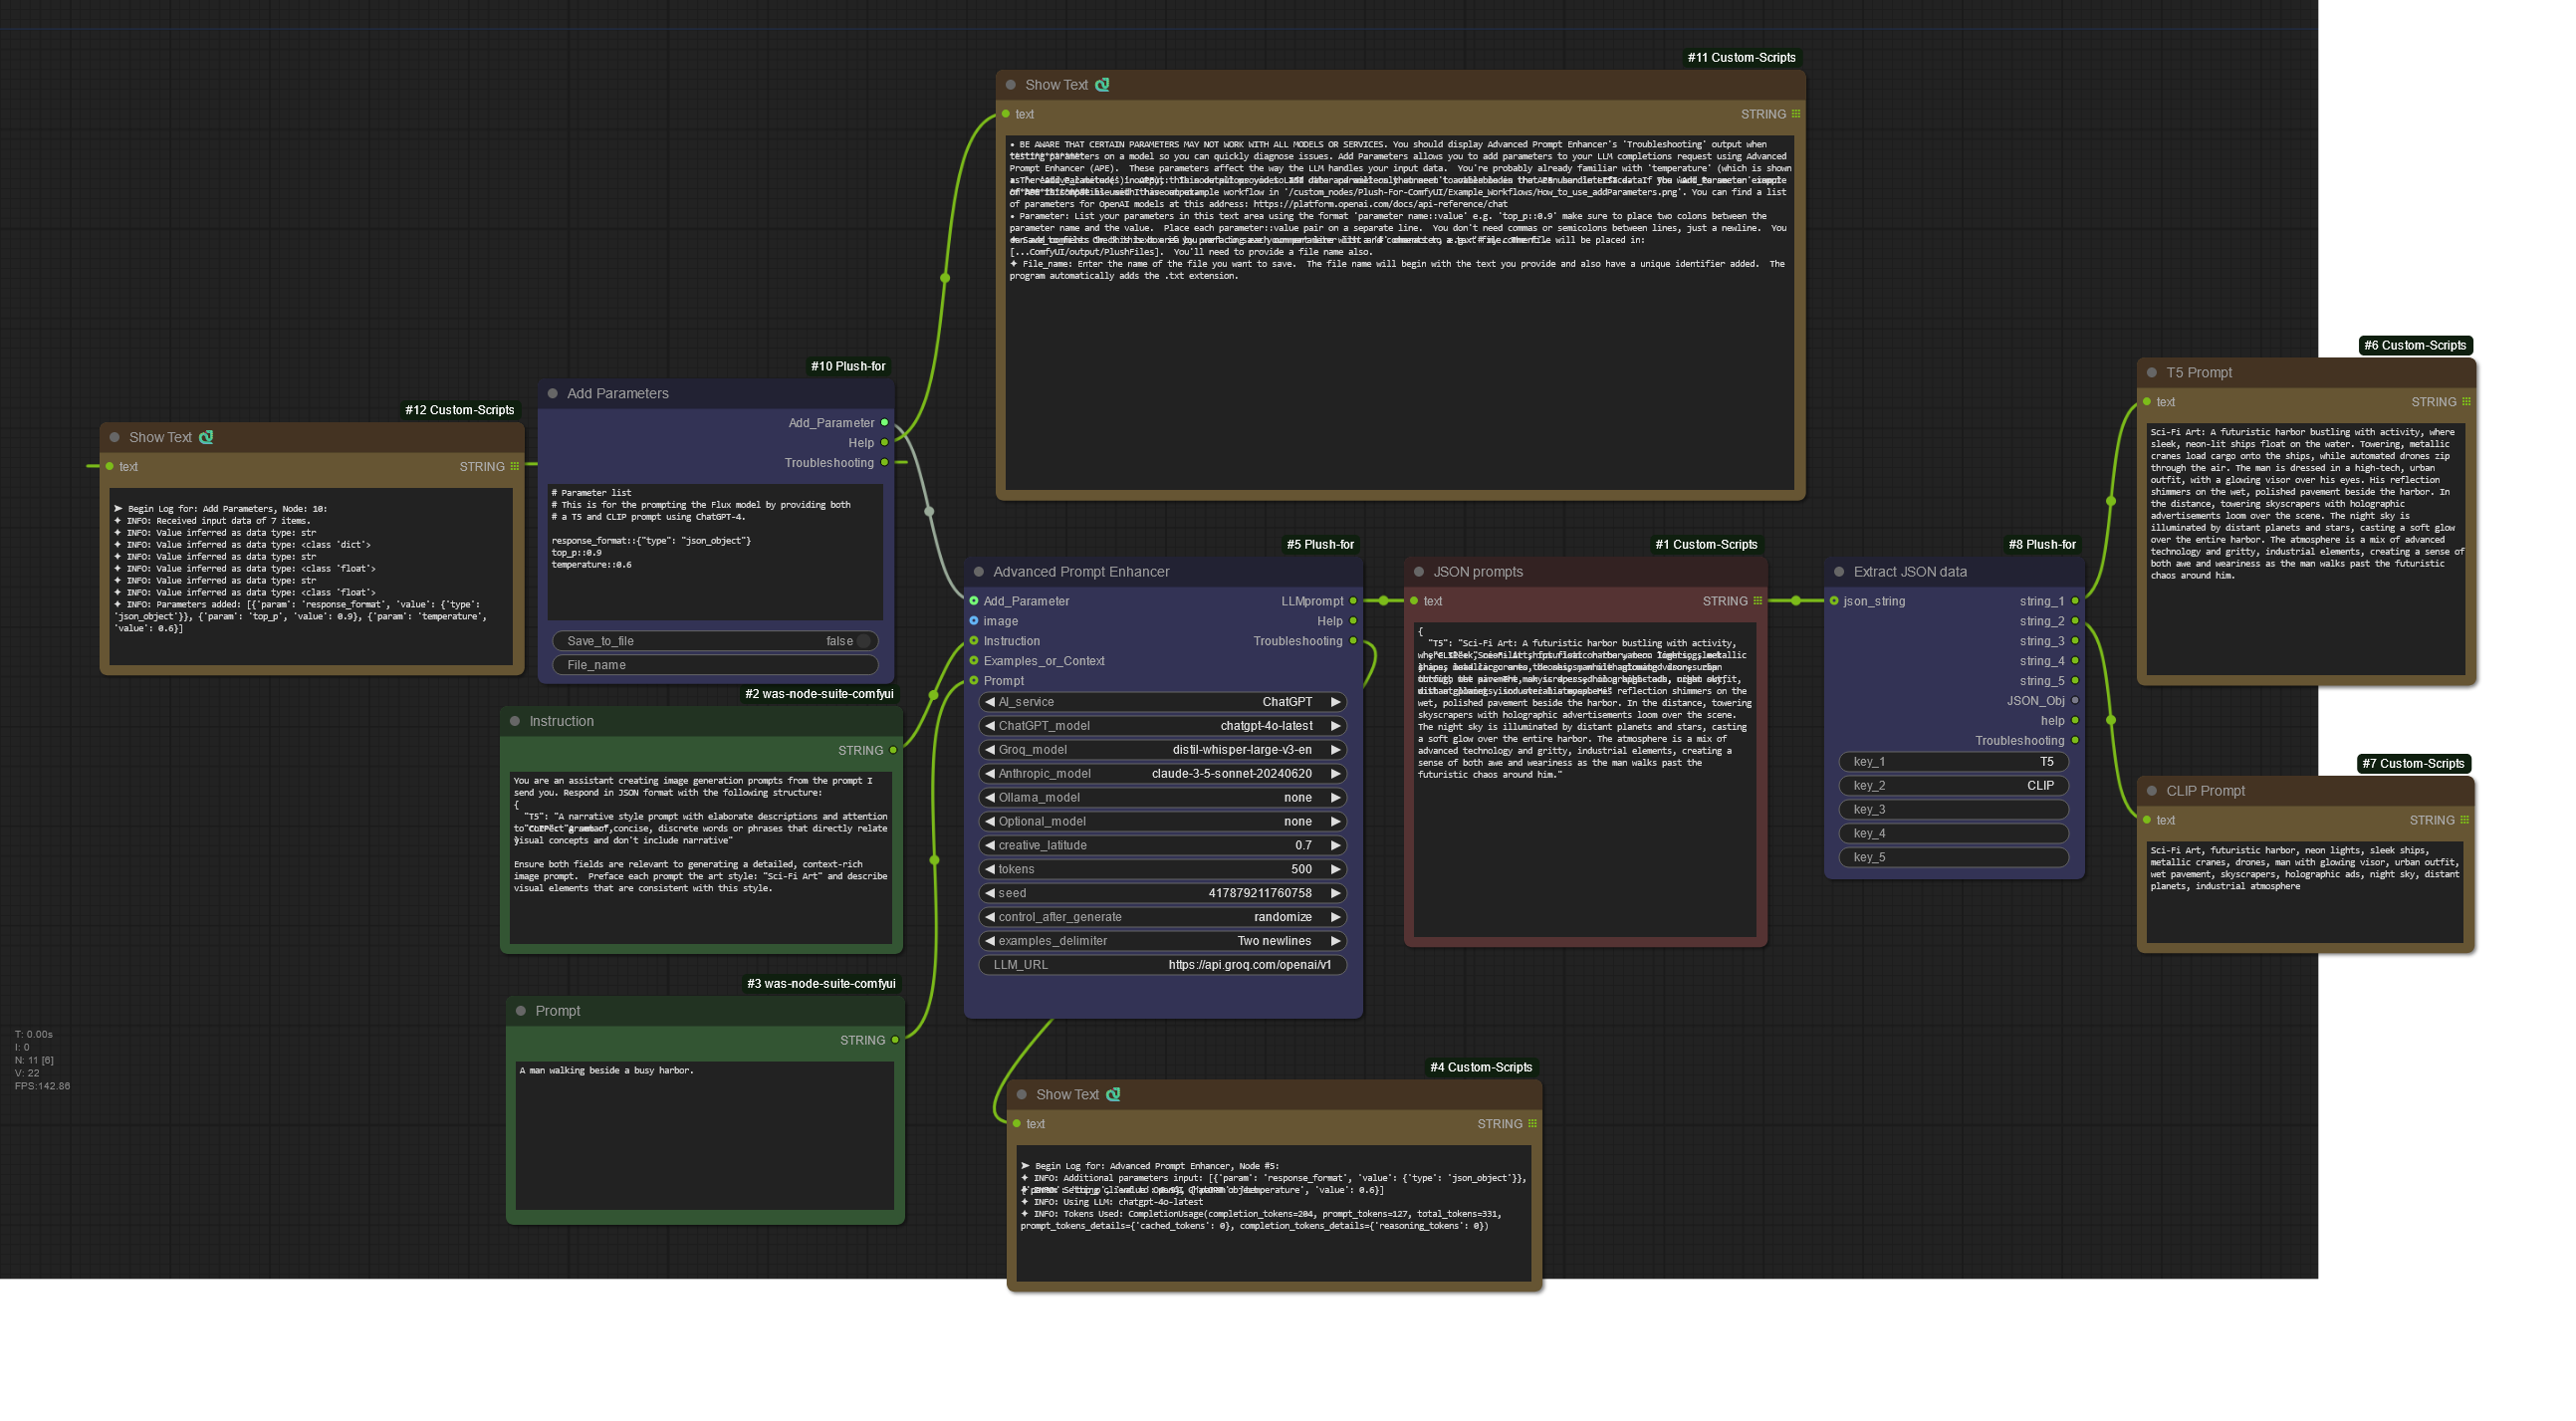 #11 Custom-Scripts
Show Text
text
STRING
• BE AWARE THAT CERTAIN PARAMETERS MAY NOT WORK WITH ALL MODELS OR SERVICES. You should display Advanced Prompt Enhancer's 'Troubleshooting' output when
testing parameters on a model so you can quickly diagnose issues. Add Parameters allows you to add parameters to your LLM completions request using Advanced
Prompt Enhancer (APE).  These parameters affect the way the LLM handles your input data.  You're probably already familiar with 'temperature' (which is shown
example workflow in '/custom_nodes/Plush-For-ComfyUI/Example_Workflows/How_to_use_addParameters.png'. You can find a list
of parameters for OpenAI models at this address: https://platform.openai.com/docs/api-reference/chat
• Parameter: List your parameters in this text area using the format 'parameter name::value' e.g. 'top_p::0.9' make sure to place two colons between the
parameter name and the value.  Place each parameter::value pair on a separate line.  You don't need commas or semicolons between lines, just a newline.  You
file will be placed in:
[...ComfyUI/output/PlushFiles].  You'll need to provide a file name also.
✦ File_name: Enter the name of the file you want to save.  The file name will begin with the text you provide and also have a unique identifier added.  The
program automatically adds the .txt extension.
#12 Custom-Scripts
Show Text
text
STRING
➤ Begin Log for: Add Parameters, Node: 10:
✦ INFO: Received input data of 7 items.
✦ INFO: Value inferred as data type: str
✦ INFO: Value inferred as data type: <class 'dict'>
✦ INFO: Value inferred as data type: str
✦ INFO: Value inferred as data type: <class 'float'>
✦ INFO: Value inferred as data type: str
✦ INFO: Value inferred as data type: <class 'float'>
✦ INFO: Parameters added: [{'param': 'response_format', 'value': {'type':
'json_object'}}, {'param': 'top_p', 'value': 0.9}, {'param': 'temperature',
'value': 0.6}]
#10 Plush-for
Add Parameters
Add_Parameter
Help
Troubleshooting
# Parameter list
# This is for the prompting the Flux model by providing both
# a T5 and CLIP prompt using ChatGPT-4.
response_format::{"type": "json_object"}
top_p::0.9
temperature::0.6
Save_to_file false
File_name
#2 was-node-suite-comfyui
Instruction
STRING
You are an assistant creating image generation prompts from the prompt I
send you. Respond in JSON format with the following structure:
{
"T5": "A narrative style prompt with elaborate descriptions and attention
concise, discrete words or phrases that directly relate
visual concepts and don't include narrative"
Ensure both fields are relevant to generating a detailed, context-rich
image prompt.  Preface each prompt the art style: "Sci-Fi Art" and describe
visual elements that are consistent with this style.
#3 was-node-suite-comfyui
Prompt
STRING
A man walking beside a busy harbor.
#5 Plush-for
Advanced Prompt Enhancer
Add_Parameter
image
Instruction
Examples_or_Context
Prompt
LLMprompt
Help
Troubleshooting
AI_service ChatGPT
ChatGPT_model chatgpt-4o-latest
Groq_model distil-whisper-large-v3-en
Anthropic_model claude-3-5-sonnet-20240620
Ollama_model none
Optional_model none
creative_latitude 0.7
tokens 500
seed 417879211760758
control_after_generate randomize
examples_delimiter Two newlines
LLM_URL https://api.groq.com/openai/v1
#4 Custom-Scripts
Show Text
text
STRING
➤ Begin Log for: Advanced Prompt Enhancer, Node #5:
✦ INFO: Additional parameters input: [{'param': 'response_format', 'value': {'type': 'json_object'}},
'value': 0.6}]
✦ INFO: Using LLM: chatgpt-4o-latest
✦ INFO: Tokens Used: CompletionUsage(completion_tokens=204, prompt_tokens=127, total_tokens=331,
prompt_tokens_details={'cached_tokens': 0}, completion_tokens_details={'reasoning_tokens': 0})
#1 Custom-Scripts
JSON prompts
text
STRING
{
"T5": "Sci-Fi Art: A futuristic harbor bustling with activity,
reflection shimmers on the
wet, polished pavement beside the harbor. In the distance, towering
skyscrapers with holographic advertisements loom over the scene.
The night sky is illuminated by distant planets and stars, casting
a soft glow over the entire harbor. The atmosphere is a mix of
advanced technology and gritty, industrial elements, creating a
sense of both awe and weariness as the man walks past the
futuristic chaos around him."
#8 Plush-for
Extract JSON data
json_string
string_1
string_2
string_3
string_4
string_5
JSON_Obj
help
Troubleshooting
key_1 T5
key_2 CLIP
key_3
key_4
key_5
#6 Custom-Scripts
T5 Prompt
text
STRING
Sci-Fi Art: A futuristic harbor bustling with activity, where
sleek, neon-lit ships float on the water. Towering, metallic
cranes load cargo onto the ships, while automated drones zip
through the air. The man is dressed in a high-tech, urban
outfit, with a glowing visor over his eyes. His reflection
shimmers on the wet, polished pavement beside the harbor. In
the distance, towering skyscrapers with holographic
advertisements loom over the scene. The night sky is
illuminated by distant planets and stars, casting a soft glow
over the entire harbor. The atmosphere is a mix of advanced
technology and gritty, industrial elements, creating a sense of
both awe and weariness as the man walks past the futuristic
chaos around him.
#7 Custom-Scripts
CLIP Prompt
text
STRING
Sci-Fi Art, futuristic harbor, neon lights, sleek ships,
metallic cranes, drones, man with glowing visor, urban outfit,
wet pavement, skyscrapers, holographic ads, night sky, distant
planets, industrial atmosphere
T: 0.00s
I: 0
N: 11 [6]
V: 22
FPS:142.86